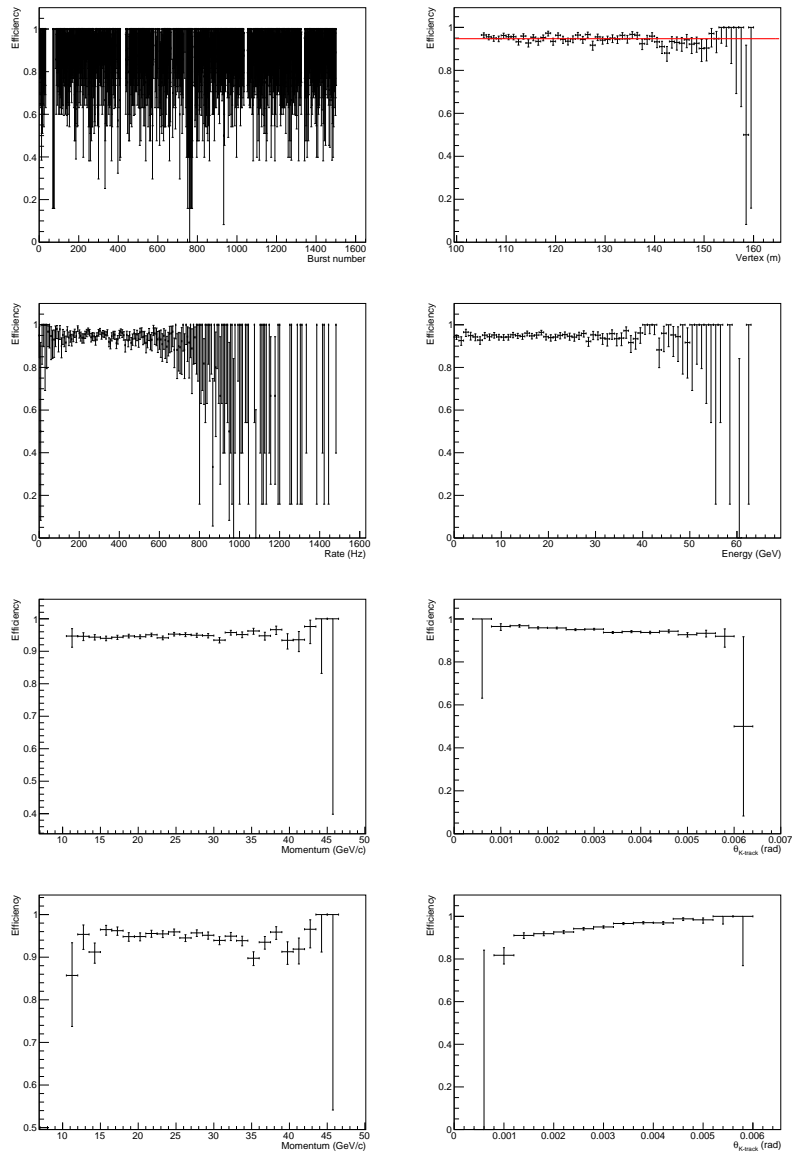 Efficiency
1
0.8
0.6
0.4
0.2
0
0 200 400 600 800 1000 1200 1400 1600
Burst number
Efficiency
1
0.8
0.6
0.4
0.2
0
100 110 120 130 140 150 160
Vertex (m)
Efficiency
1
0.8
0.6
0.4
0.2
0
0 200 400 600 800 1000 1200 1400 1600
Rate (Hz)
Efficiency
1
0.8
0.6
0.4
0.2
0
0 10 20 30 40 50 60
Energy (GeV)
Efficiency
1
0.9
0.8
0.7
0.6
0.5
0.4
10 15 20 25 30 35 40 45 50
Momentum (GeV/c)
Efficiency
1
0.8
0.6
0.4
0.2
0
0 0.001 0.002 0.003 0.004 0.005 0.006 0.007
θK-track (rad)
Efficiency
1
0.9
0.8
0.7
0.6
0.5
10 15 20 25 30 35 40 45 50
Momentum (GeV/c)
Efficiency
1
0.8
0.6
0.4
0.2
0
0 0.001 0.002 0.003 0.004 0.005 0.006
θK-track (rad)